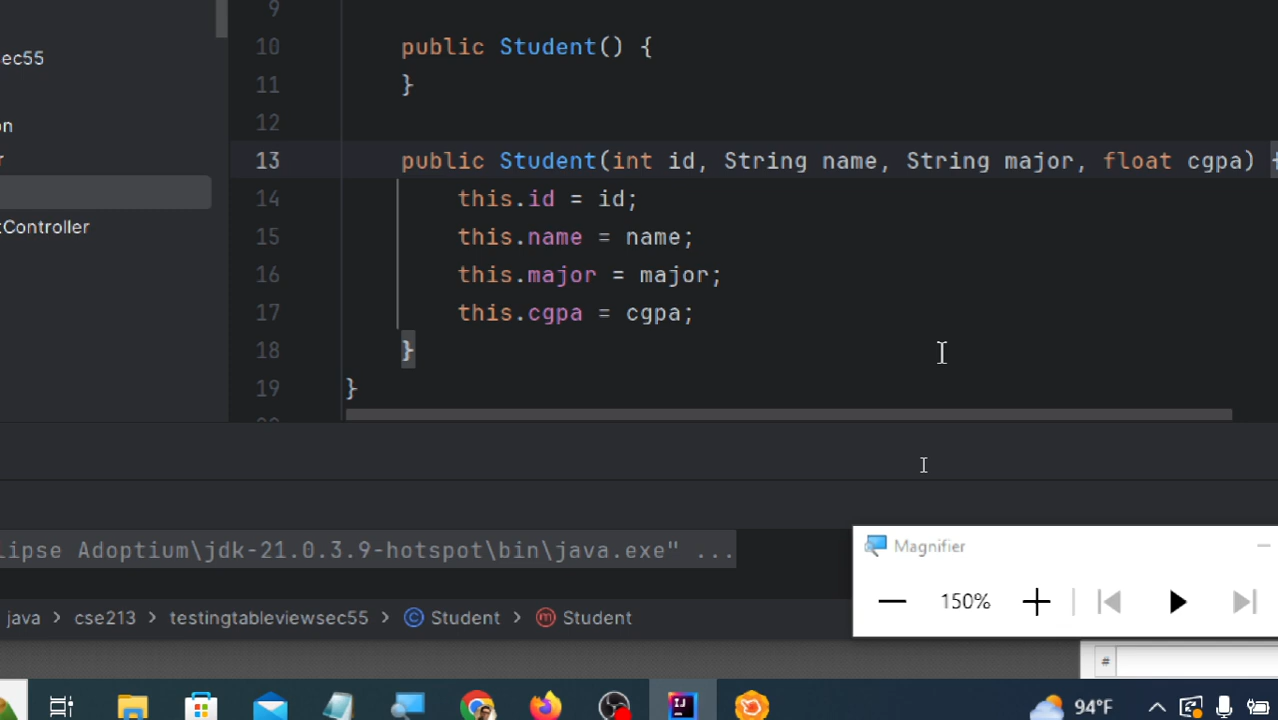 9
ec55
10 public Student() {
11 }
on
12
r
13 public Student(int id, String name, String major, float cgpa) {
14 this.id = id;
Controller
15 this.name = name;
16 this.major = major;
17 this.cgpa = cgpa;
18 }
19 }
lipse Adoptium\jdk-21.0.3.9-hotspot\bin\java.exe" ...
Magnifier
150%
java > cse213 > testingtableviewsec55 > Student > Student
#
94°F